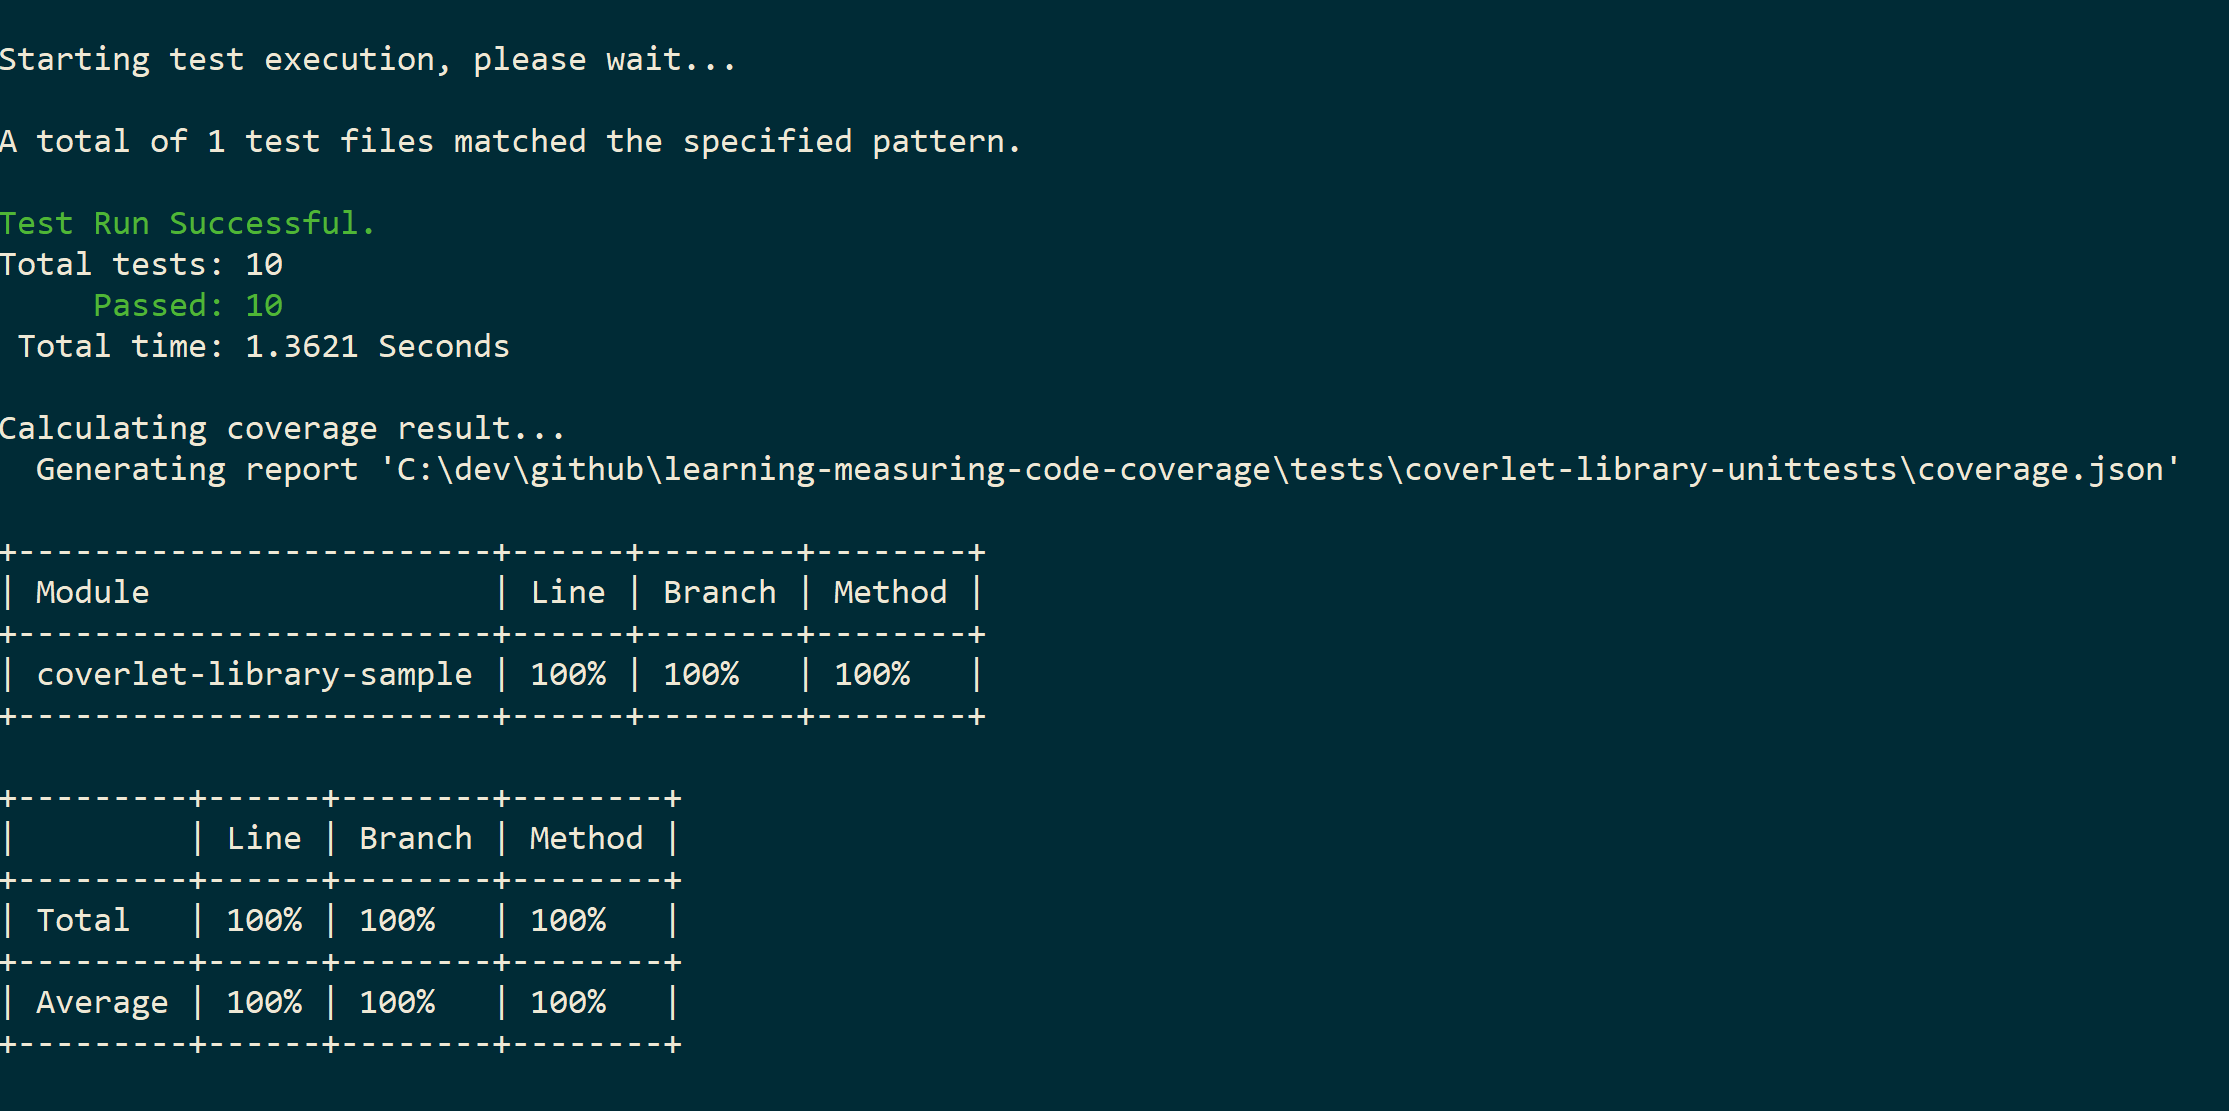 Starting test execution, please wait...
A total of 1 test files matched the specified pattern.
Test Run Successful.
Total tests: 10
     Passed: 10
 Total time: 1.3621 Seconds
Calculating coverage result...
  Generating report 'C:\dev\github\learning-measuring-code-coverage\tests\coverlet-library-unittests\coverage.json'
+-------------------------+------+--------+--------+
| Module                  | Line | Branch | Method |
+-------------------------+------+--------+--------+
| coverlet-library-sample | 100% | 100%   | 100%   |
+-------------------------+------+--------+--------+
+---------+------+--------+--------+
|         | Line | Branch | Method |
+---------+------+--------+--------+
| Total   | 100% | 100%   | 100%   |
+---------+------+--------+--------+
| Average | 100% | 100%   | 100%   |
+---------+------+--------+--------+